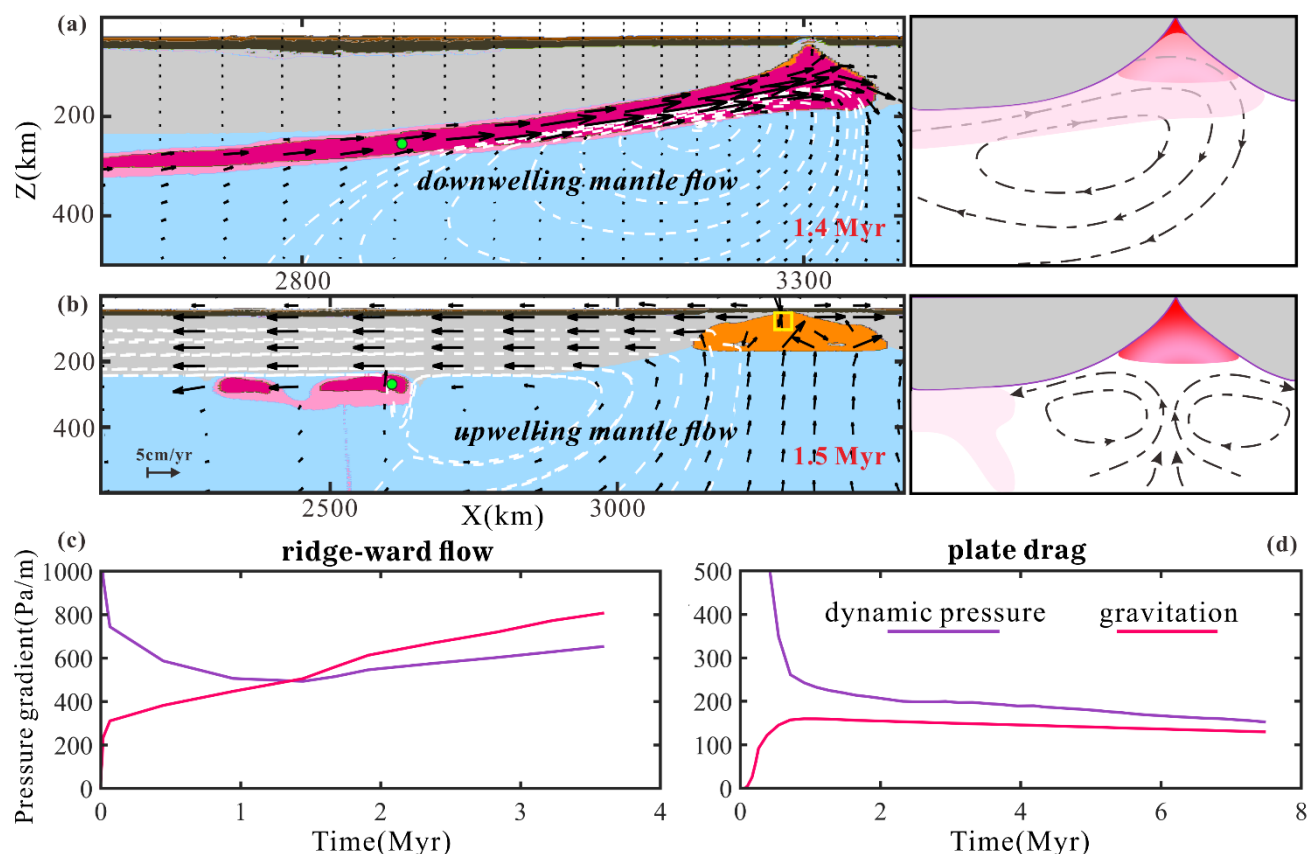 (a)
Z(km)
200
400
downwelling mantle flow
1.4 Myr
2800
3300
(b)
200
400
upwelling mantle flow
5cm/yr
1.5 Myr
2500
3000
X(km)
(c)
ridge-ward flow
Pressure gradient(Pa/m)
1000
800
600
400
200
0
0
1
2
3
4
Time(Myr)
plate drag
(d)
500
400
300
200
100
0
dynamic pressure
gravitation
0
2
4
6
8
Time(Myr)